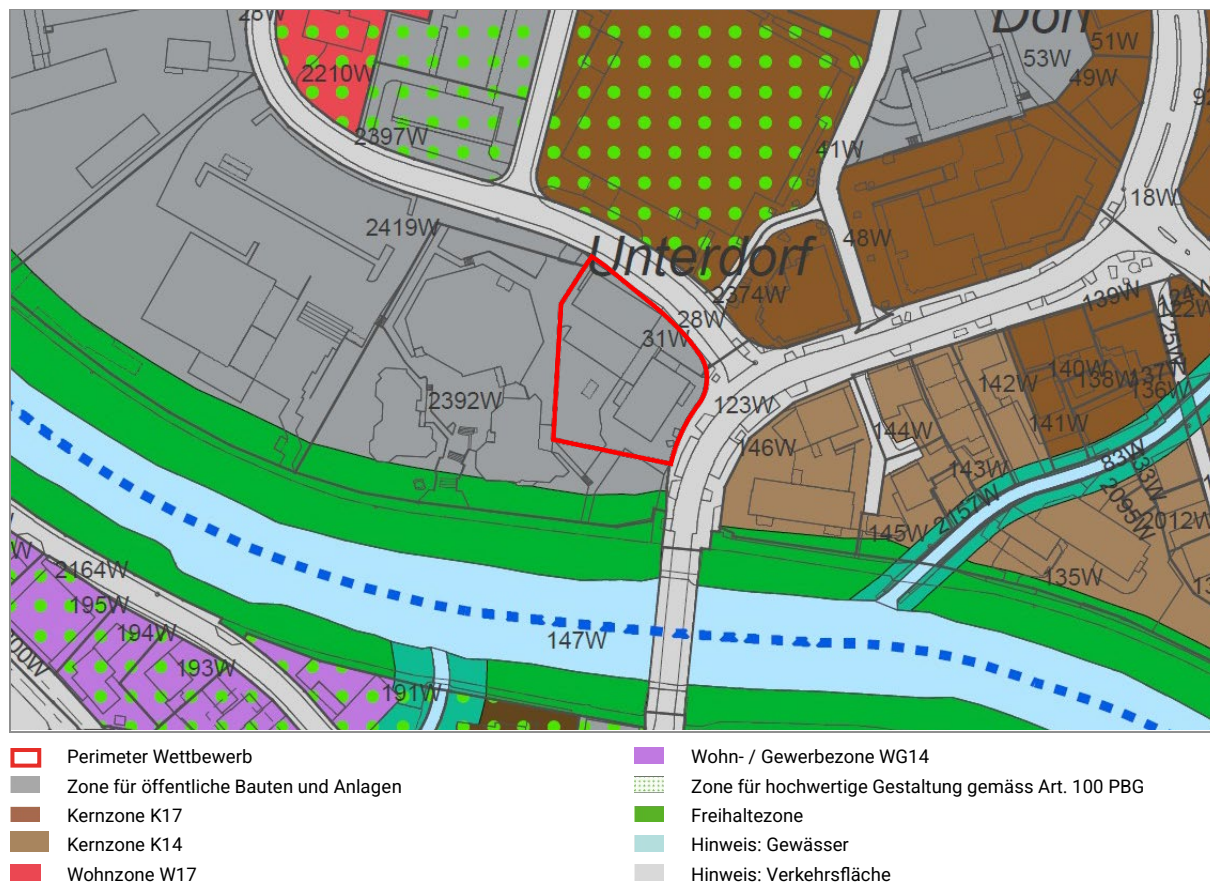 28W
Dorf
51W
53W
49W
2210W
2397W
41W
18W
2419W
48W
Unterdorf
2374W
28W
139W
124W
122W
31W
125W
140W
137W
138W
136W
142W
2392W
123W
141W
146W
144W
143W
83W
2157W
2095W
2012W
145W
2164W
135W
195W
194W
147W
193W
191W
Perimeter Wettbewerb
Zone für öffentliche Bauten und Anlagen
Kernzone K17
Kernzone K14
Wohnzone W17
Wohn- / Gewerbezone WG14
Zone für hochwertige Gestaltung gemäss Art. 100 PBG
Freihaltezone
Hinweis: Gewässer
Hinweis: Verkehrsfläche